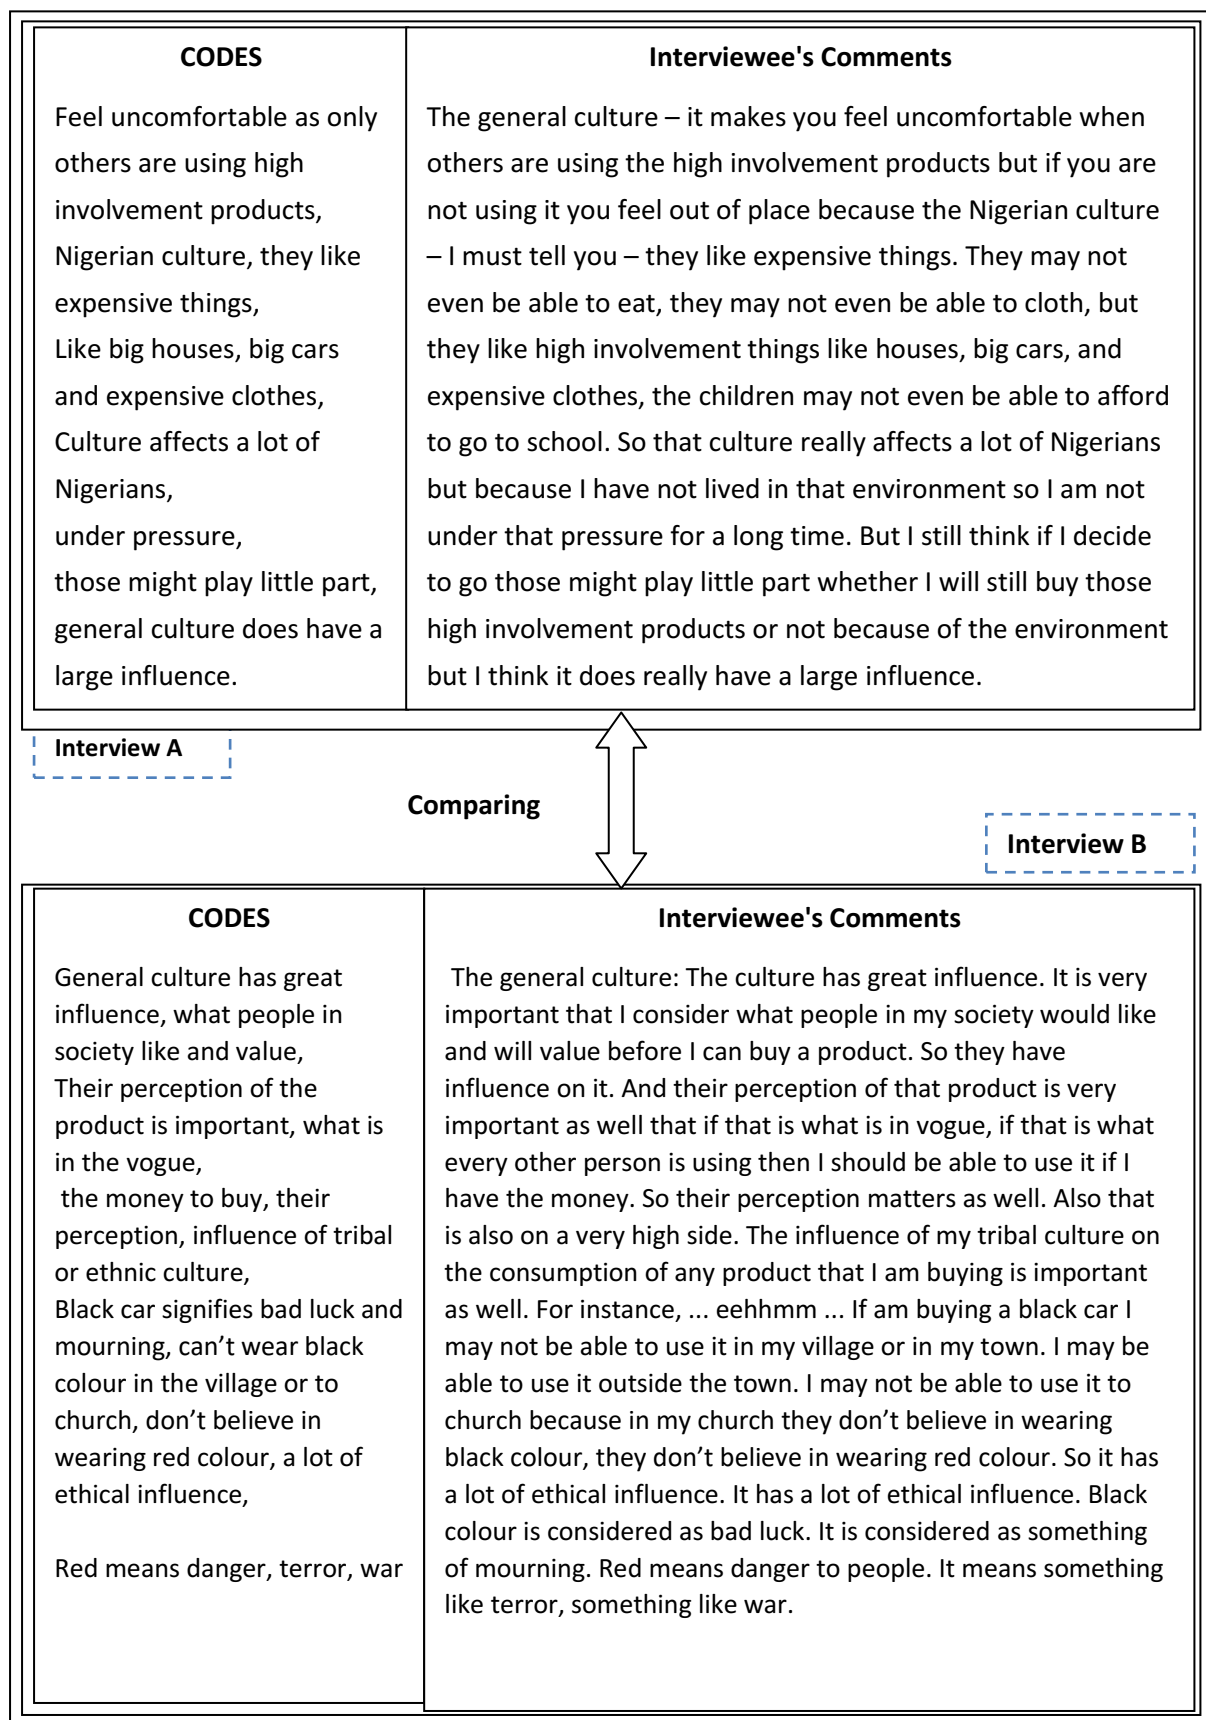 CODES
Feel uncomfortable as only
others are using high
involvement products,
Nigerian culture, they like
expensive things,
Like big houses, big cars
and expensive clothes,
Culture affects a lot of
Nigerians,
under pressure,
those might play little part,
general culture does have a
large influence.
Interviewee's Comments
The general culture – it makes you feel uncomfortable when
others are using the high involvement products but if you are
not using it you feel out of place because the Nigerian culture
– I must tell you – they like expensive things. They may not
even be able to eat, they may not even be able to cloth, but
they like high involvement things like houses, big cars, and
expensive clothes, the children may not even be able to afford
to go to school. So that culture really affects a lot of Nigerians
but because I have not lived in that environment so I am not
under that pressure for a long time. But I still think if I decide
to go those might play little part whether I will still buy those
high involvement products or not because of the environment
but I think it does really have a large influence.
Interview A
Comparing
Interview B
CODES
General culture has great
influence, what people in
society like and value,
Their perception of the
product is important, what is
in the vogue,
the money to buy, their
perception, influence of tribal
or ethnic culture,
Black car signifies bad luck and
mourning, can’t wear black
colour in the village or to
church, don’t believe in
wearing red colour, a lot of
ethical influence,
Red means danger, terror, war
Interviewee's Comments
The general culture: The culture has great influence. It is very
important that I consider what people in my society would like
and will value before I can buy a product. So they have
influence on it. And their perception of that product is very
important as well that if that is what is in vogue, if that is what
every other person is using then I should be able to use it if I
have the money. So their perception matters as well. Also that
is also on a very high side. The influence of my tribal culture on
the consumption of any product that I am buying is important
as well. For instance, ... eehhmm ... If am buying a black car I
may not be able to use it in my village or in my town. I may be
able to use it outside the town. I may not be able to use it to
church because in my church they don’t believe in wearing
black colour, they don’t believe in wearing red colour. So it has
a lot of ethical influence. It has a lot of ethical influence. Black
colour is considered as bad luck. It is considered as something
of mourning. Red means danger to people. It means something
like terror, something like war.